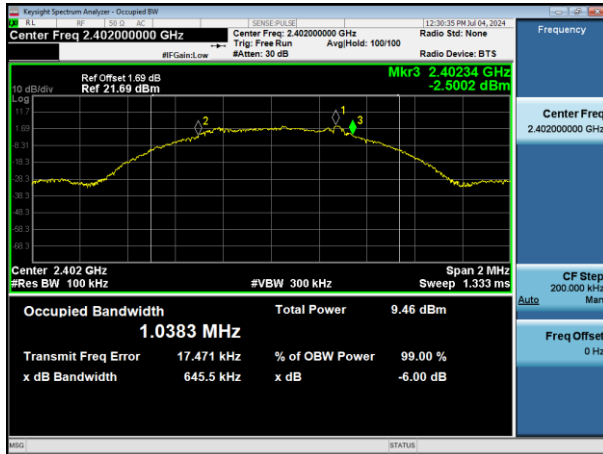 Keysight Spectrum Analyzer - Occupied BW
RL RF 50 Ω AC SENSE:PULSE 12:30:35 PM Jul 04, 2024
Center Freq 2.402000000 GHz Center Freq: 2.402000000 GHz Radio Std: None
Trig: Free Run Avg|Hold: 100/100
#IFGain:Low #Atten: 30 dB Radio Device: BTS
Frequency
Ref Offset 1.69 dB Mkr3 2.40234 GHz
10 dB/div Ref 21.69 dBm -2.5002 dBm
Log
11.7
1.69
-8.31
-18.3
-28.3
-38.3
-48.3
-58.3
-68.3
2
1
3
Center Freq
2.402000000 GHz
Center 2.402 GHz Span 2 MHz
#Res BW 100 kHz #VBW 300 kHz Sweep 1.333 ms
CF Step
200.000 kHz
Auto Man
Occupied Bandwidth Total Power 9.46 dBm
1.0383 MHz
Transmit Freq Error 17.471 kHz % of OBW Power 99.00 %
x dB Bandwidth 645.5 kHz x dB -6.00 dB
Freq Offset
0 Hz
MSG STATUS